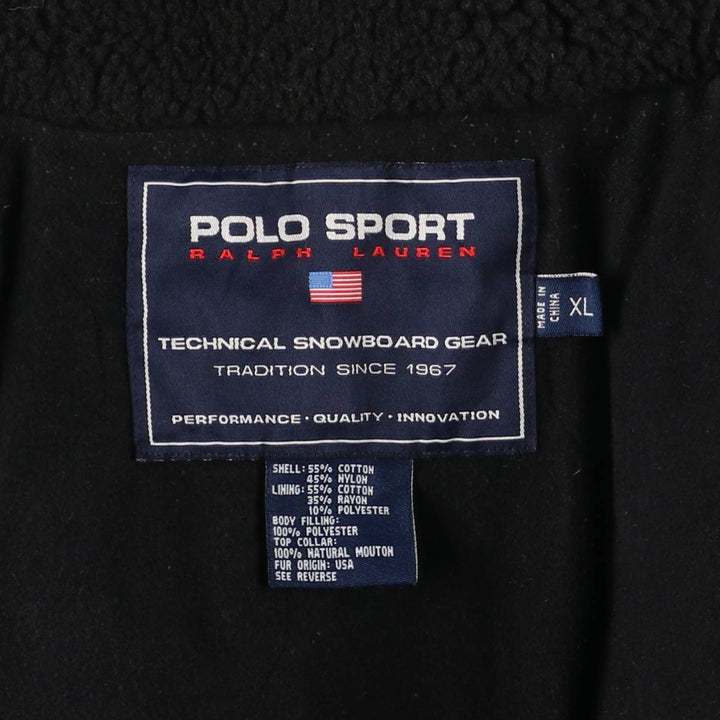 POLO SPORT
RALPH LAUREN
TECHNICAL SNOWBOARD GEAR
TRADITION SINCE 1967
PERFORMANCE · QUALITY · INNOVATION
MADE IN
CHINA
XL
SHELL: 55% COTTON
45% NYLON
LINING: 55% COTTON
35% RAYON
10% POLYESTER
BODY FILLING:
100% POLYESTER
TOP COLLAR:
100% NATURAL MOUTON
FUR ORIGIN: USA
SEE REVERSE